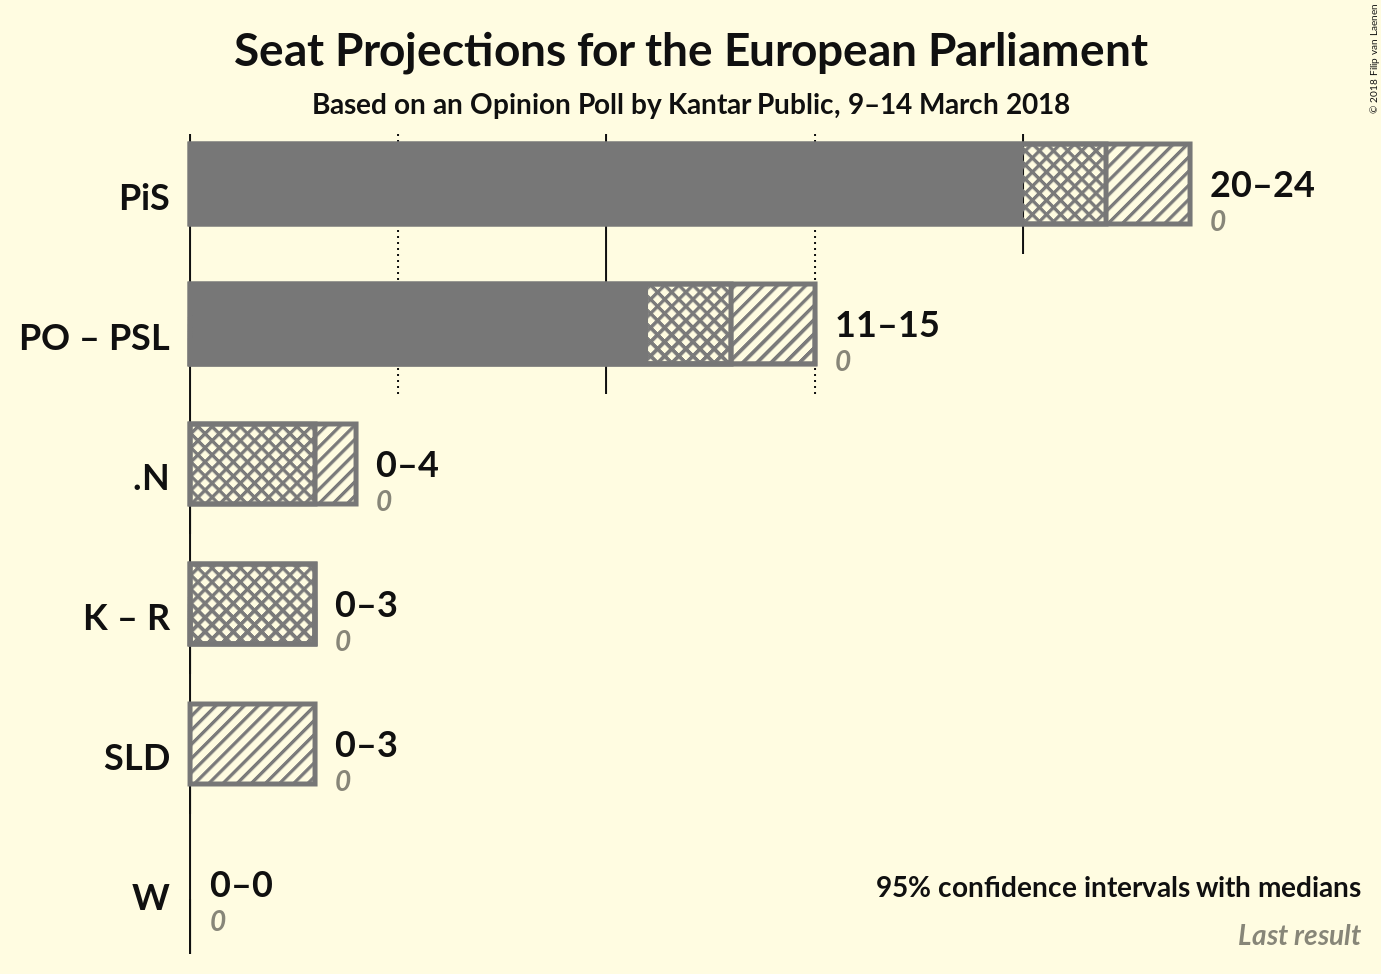 Seat Projections for the European Parliament
Based on an Opinion Poll by Kantar Public, 9–14 March 2018
© 2018 Filip van Laenen
PiS
20–24
0
PO – PSL
11–15
0
.N
0–4
0
K – R
0–3
0
SLD
0–3
0
W
0–0
0
95% confidence intervals with medians
Last result